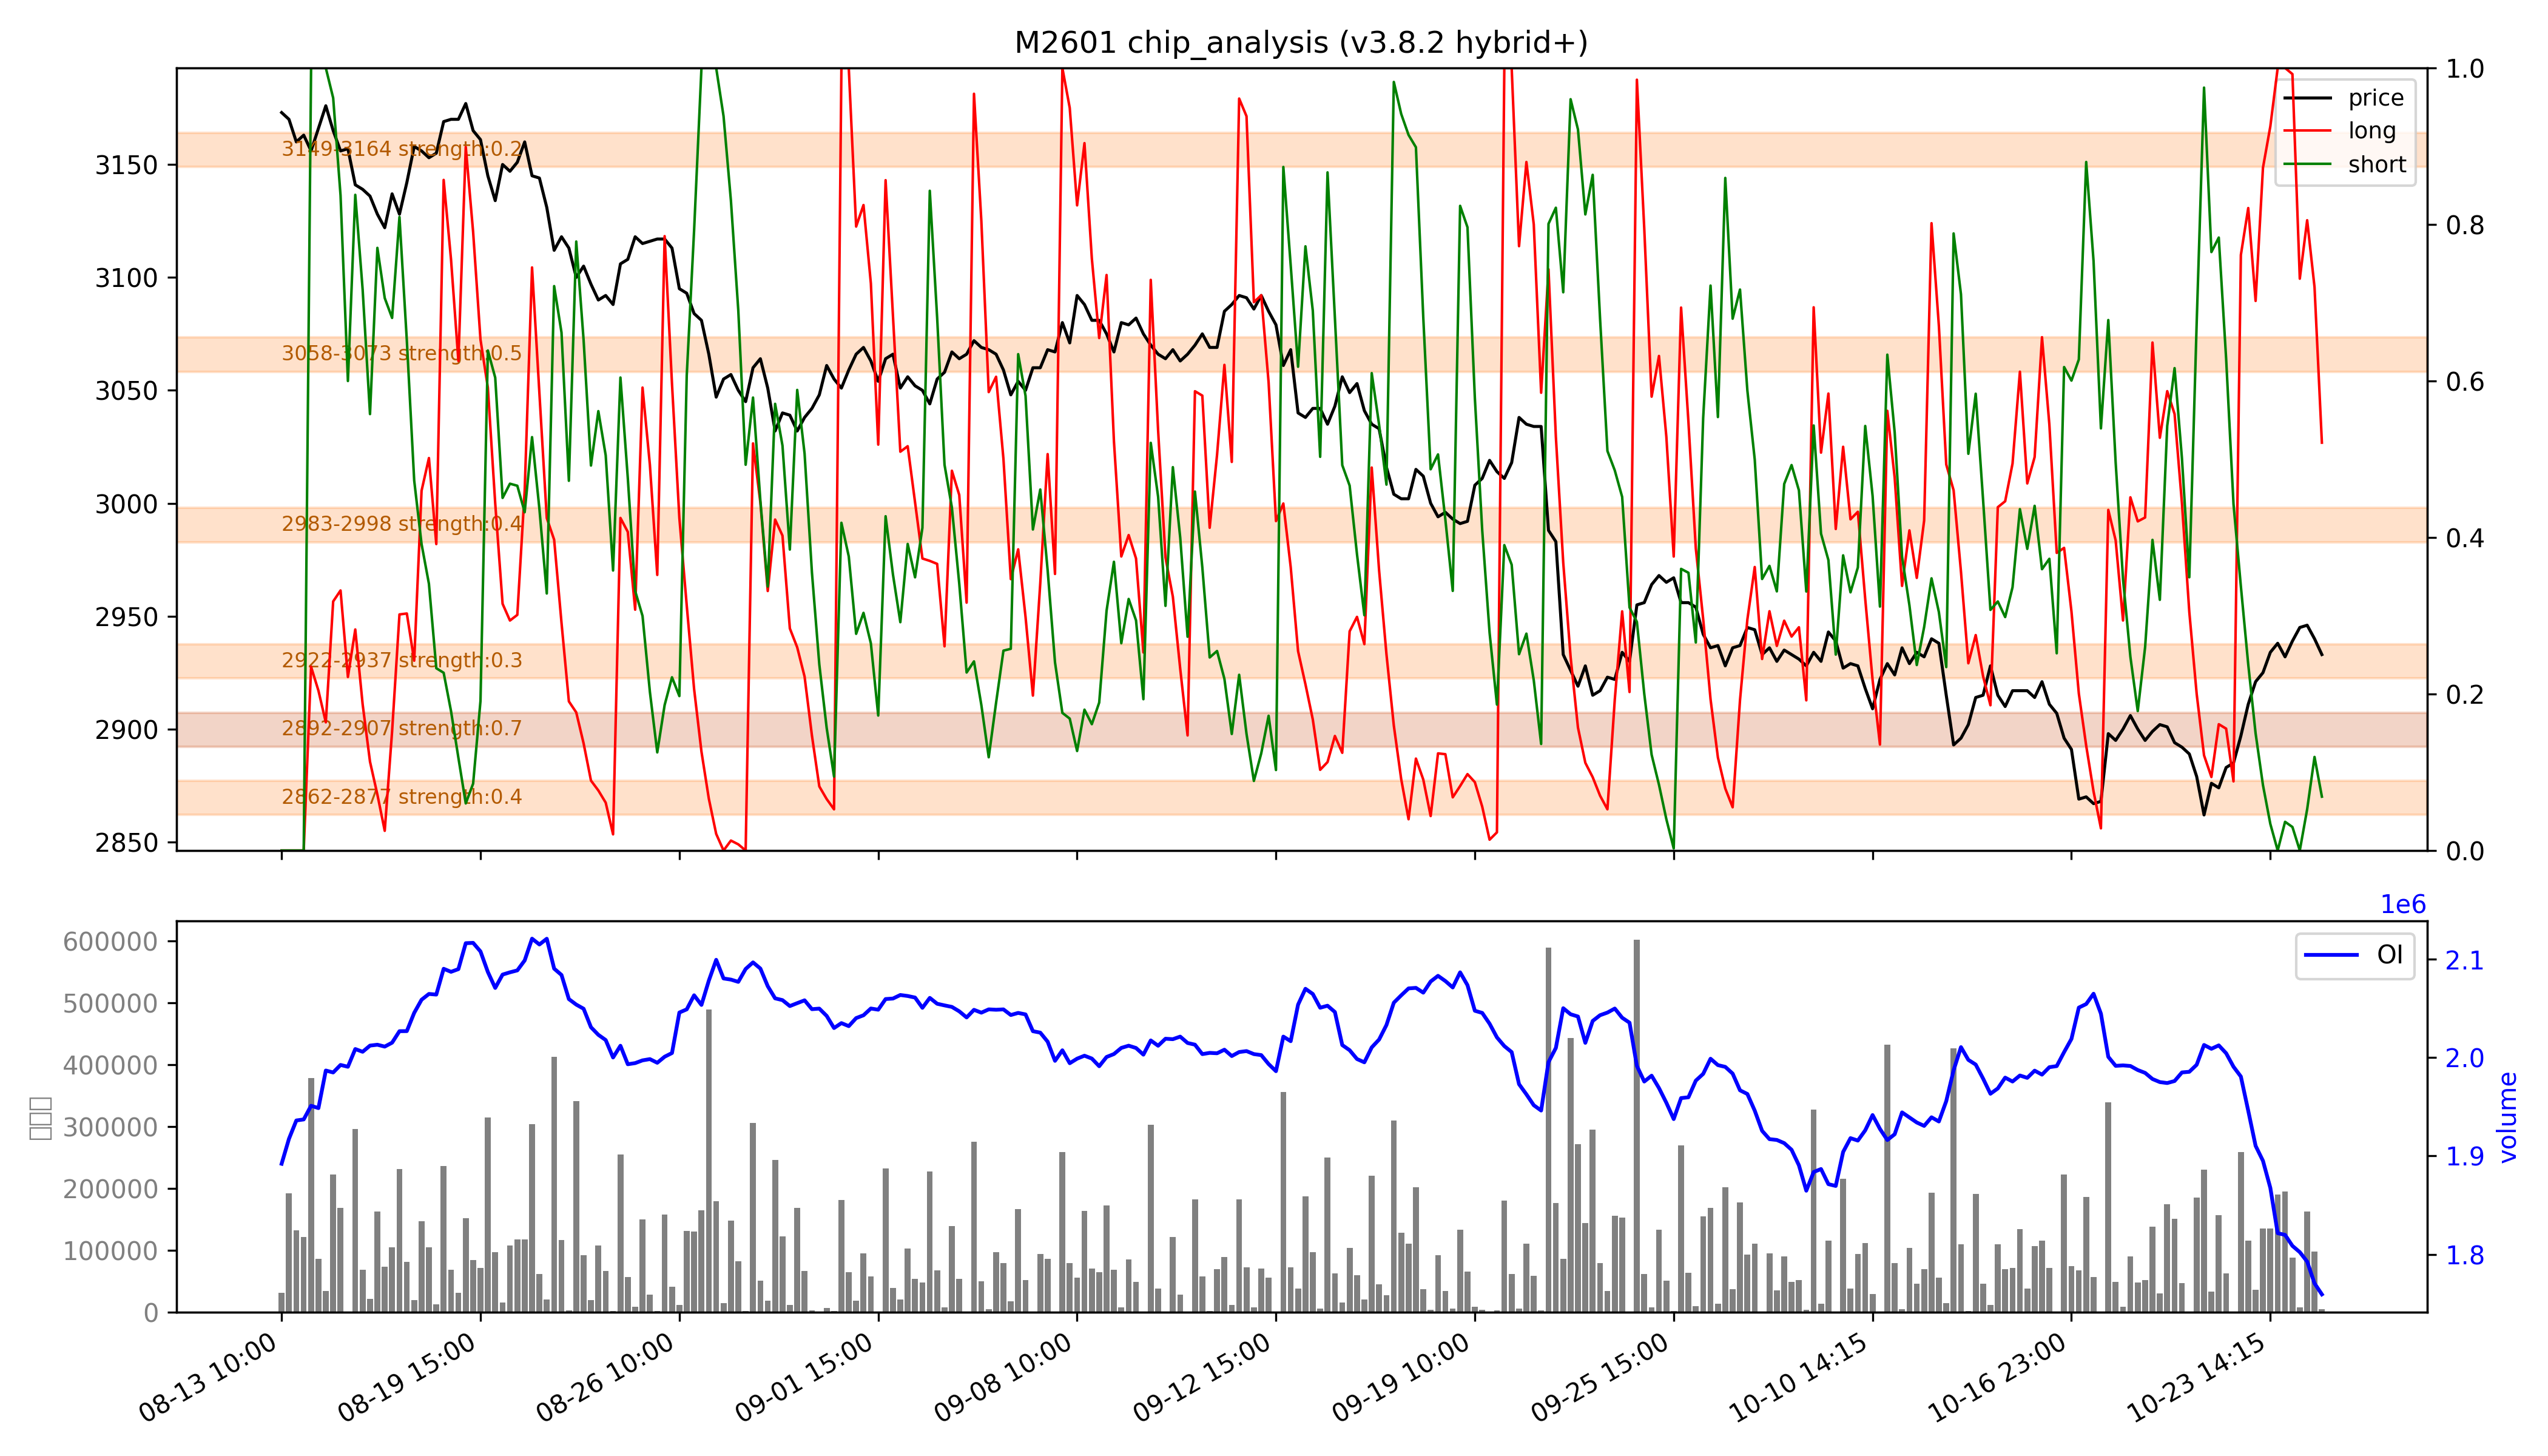 M2601 chip_analysis (v3.8.2 hybrid+)
price
long
short
3149-3164 strength:0.2
3058-3073 strength:0.5
2983-2998 strength:0.4
2922-2937 strength:0.3
2892-2907 strength:0.7
2862-2877 strength:0.4
3150
3100
3050
3000
2950
2900
2850
1.0
0.8
0.6
0.4
0.2
0.0
1e6
OI
600000
500000
400000
300000
200000
100000
0
2.1
2.0
1.9
1.8
volume
08-13 10:00
08-19 15:00
08-26 10:00
09-01 15:00
09-08 10:00
09-12 15:00
09-19 10:00
09-25 15:00
10-10 14:15
10-16 23:00
10-23 14:15